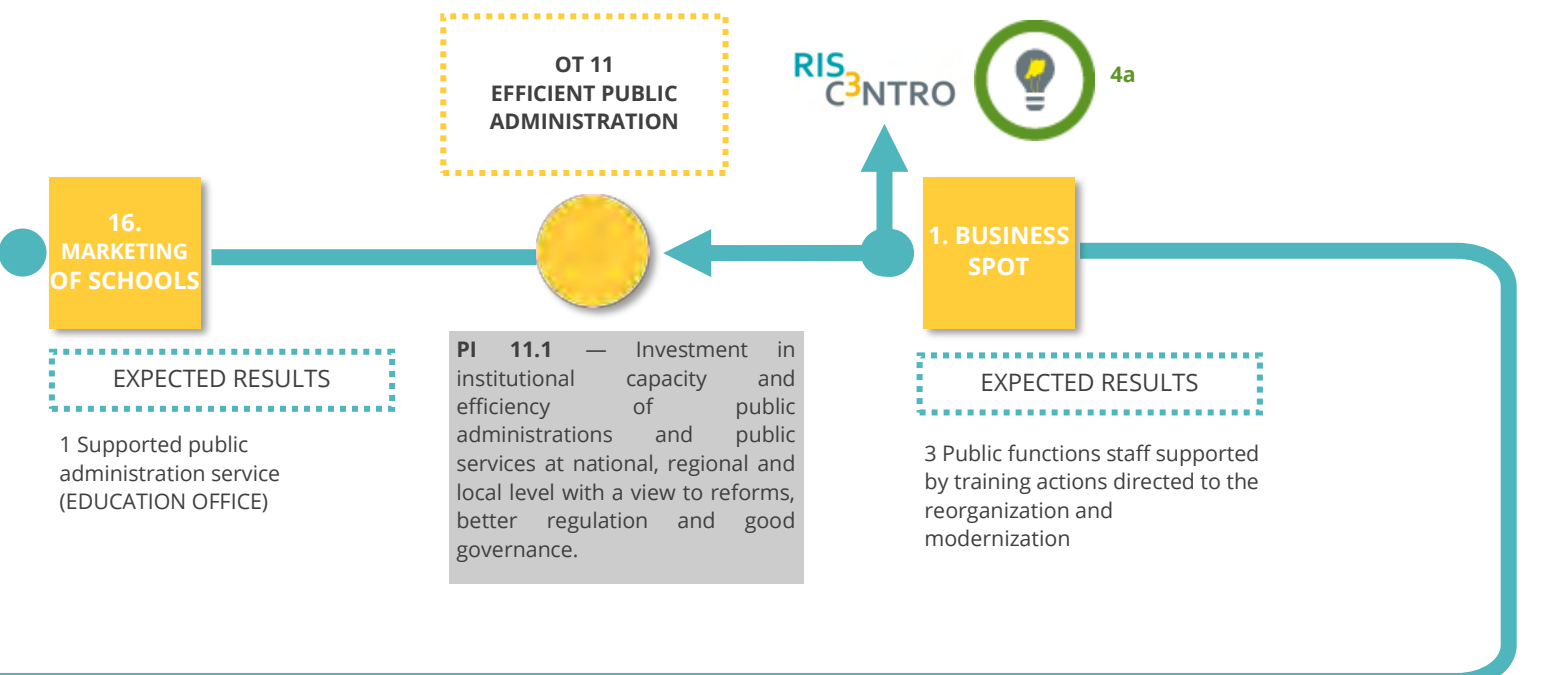 OT 11
EFFICIENT PUBLIC
ADMINISTRATION
RIS
C3NTRO
4a
16.
MARKETING
OF SCHOOLS
1. BUSINESS
SPOT
EXPECTED RESULTS
1 Supported public
administration service
(EDUCATION OFFICE)
PI 11.1 — Investment in
institutional capacity and
efficiency of public
administrations and public
services at national, regional and
local level with a view to reforms,
better regulation and good
governance.
EXPECTED RESULTS
3 Public functions staff supported
by training actions directed to the
reorganization and
modernization